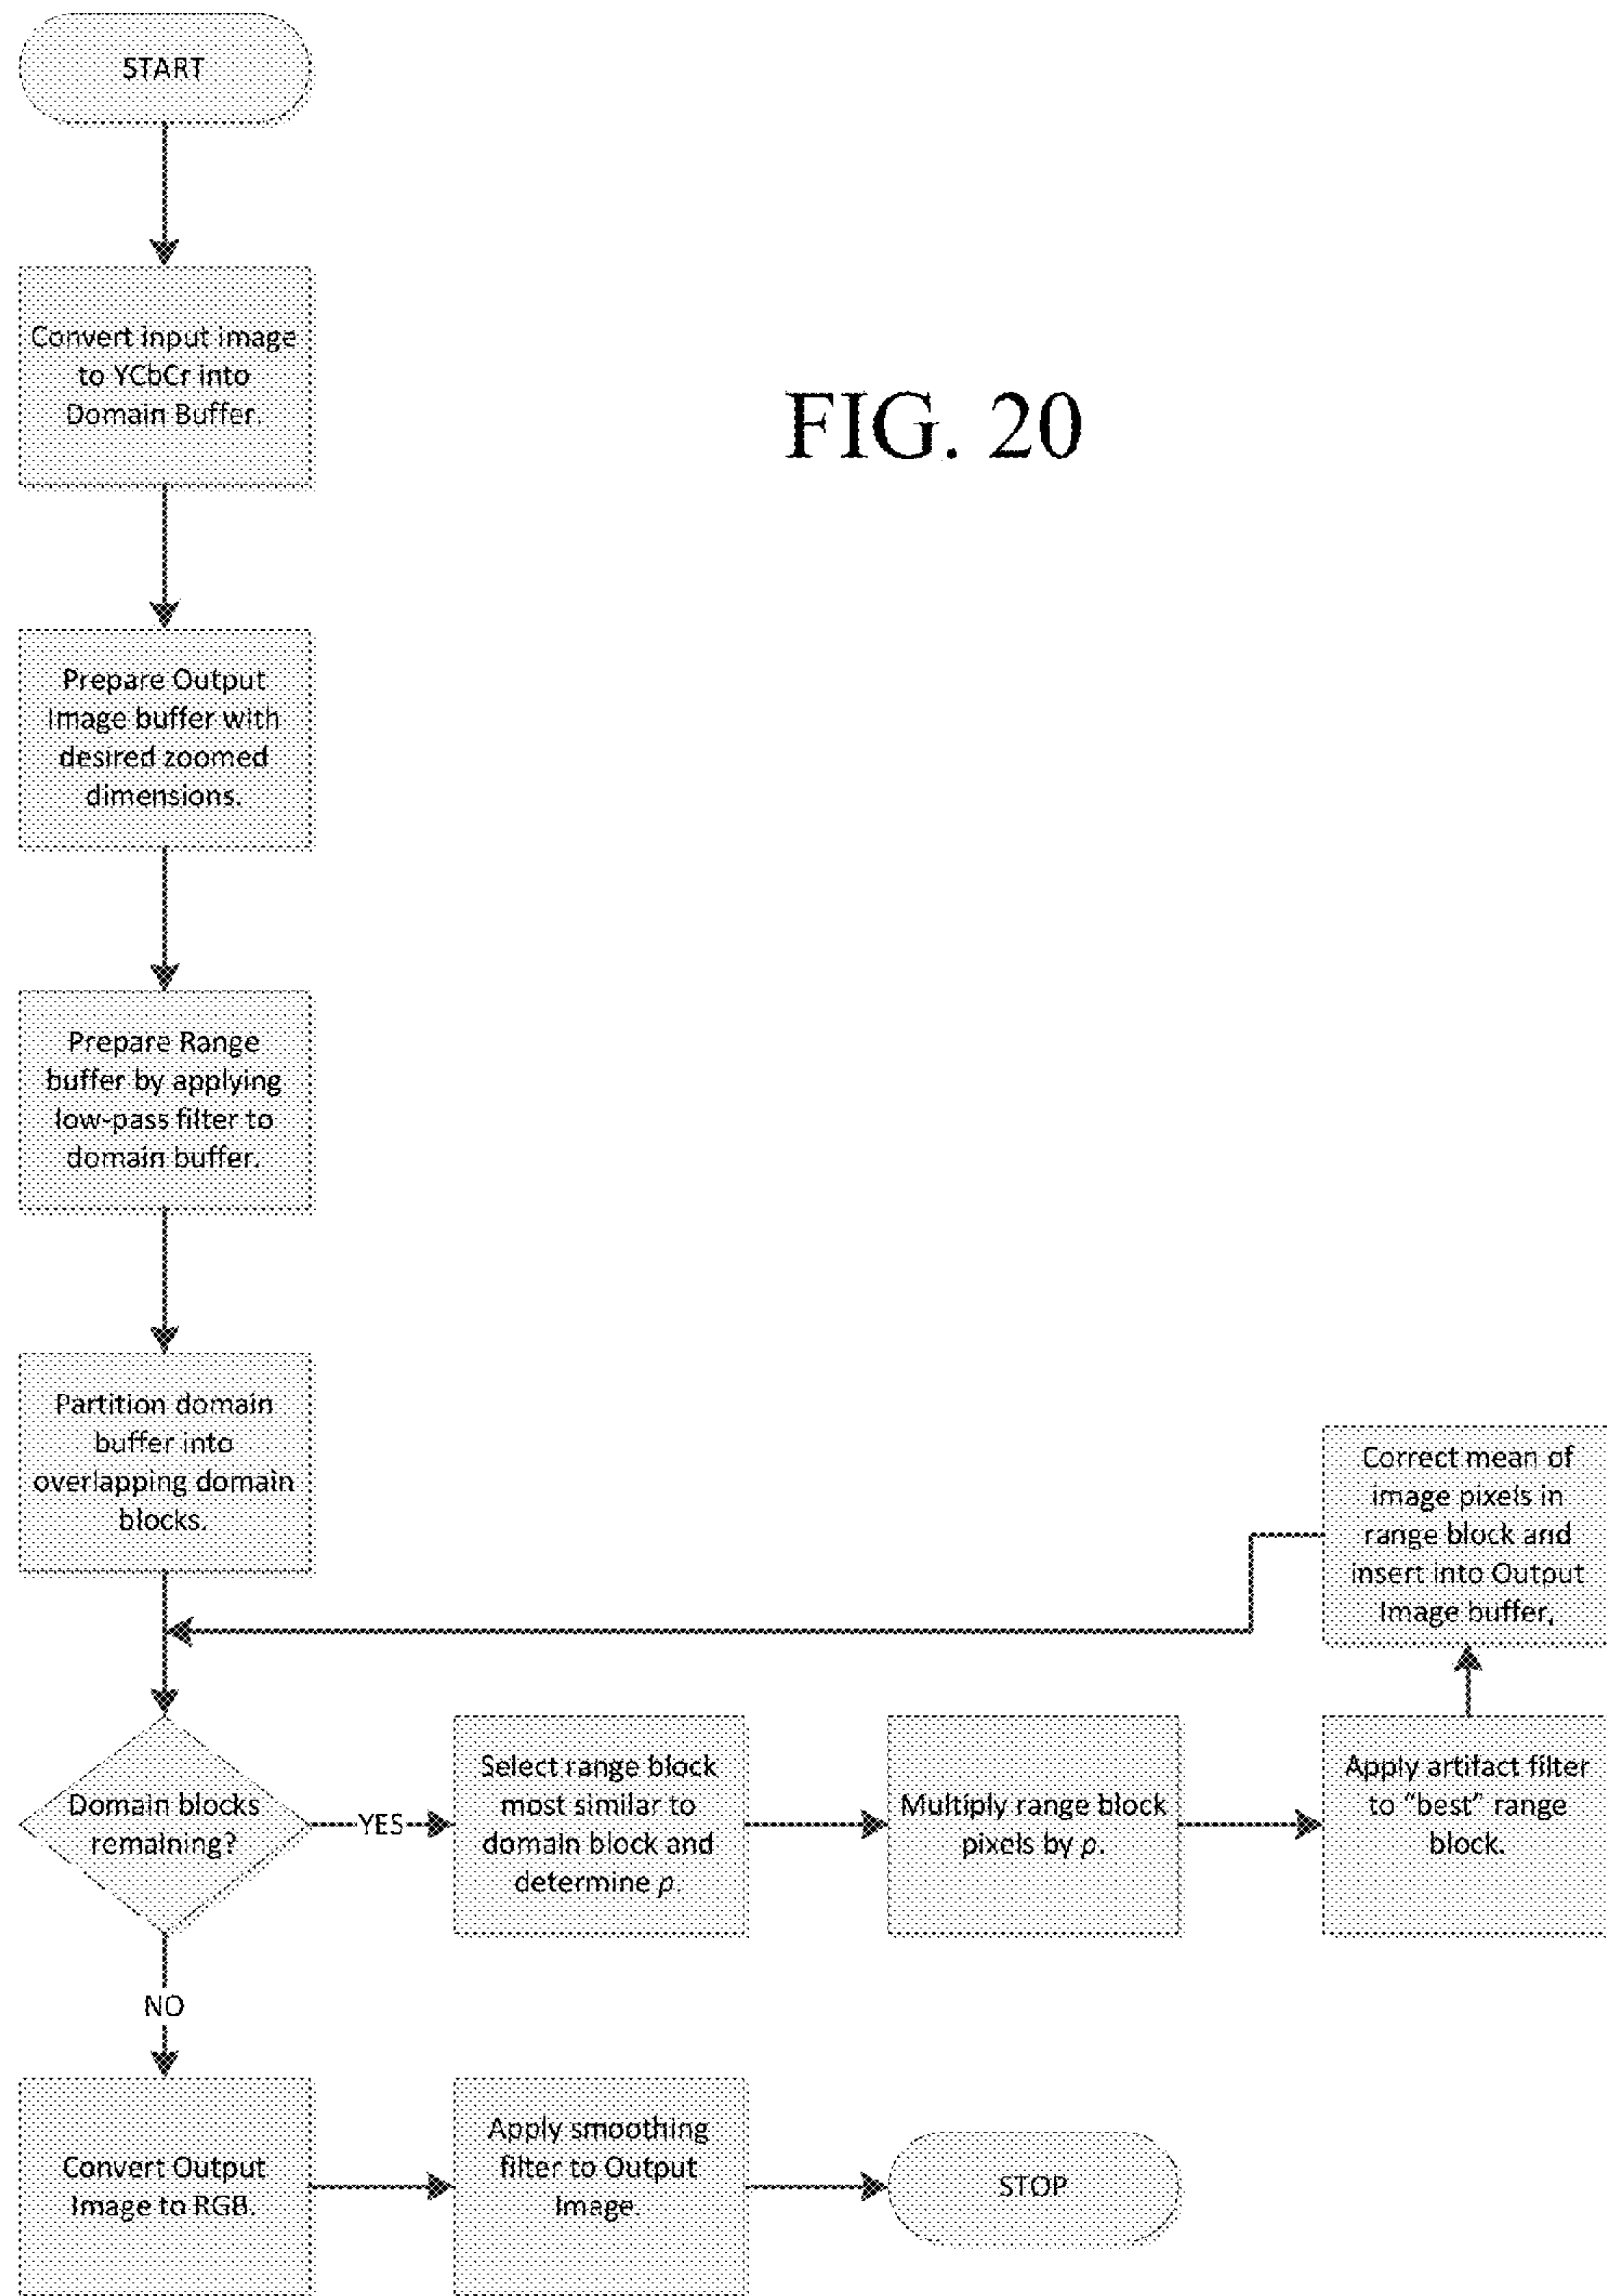 START
Convert input image
to YCbCr into
Domain Buffer.
FIG. 20
Prepare Output
Image buffer with
desired zoomed
dimensions.
Prepare Range
buffer by applying
low-pass filter to
domain buffer.
Partition domain
buffer into
overlapping domain
blocks.
Correct mean of
image pixels in
range block and
insert into Output
Image buffer.
Domain blocks
remaining?
YES
Select range block
most similar to
domain block and
determine p.
Multiply range block
pixels by p.
Apply artifact filter
to “best” range
block.
NO
Convert Output
Image to RGB.
Apply smoothing
filter to Output
Image.
STOP